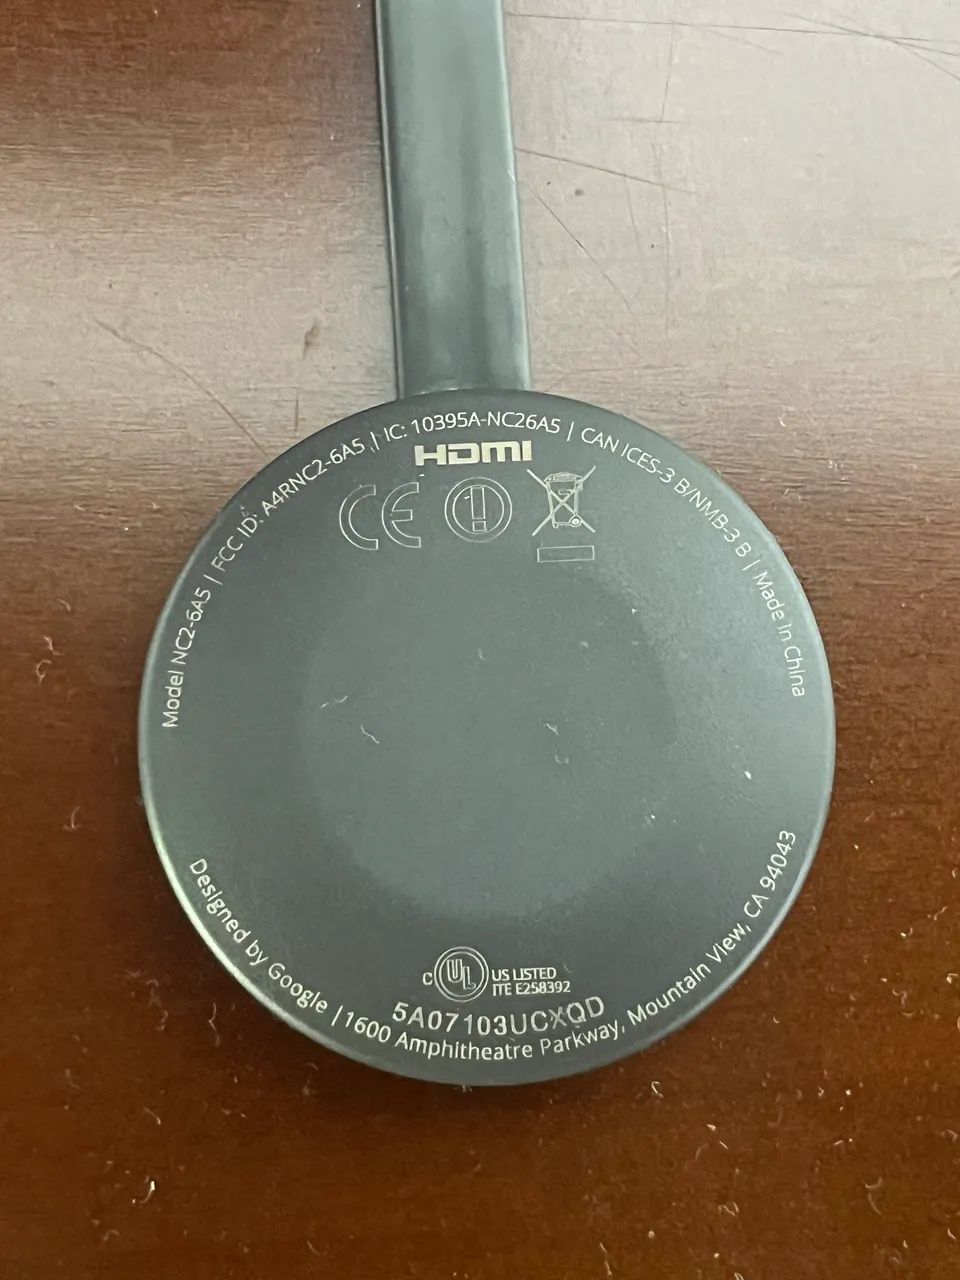 Model NC2-6A5 | FCC ID: A4RNC2-6A5 | IC: 10395A-NC26A5 | CAN ICES-3 B/NMB-3 B | Made in China
HDMI
CE
C UL US LISTED
ITE E258392
5A07103UCXQD
Designed by Google | 1600 Amphitheatre Parkway, Mountain View, CA 94043